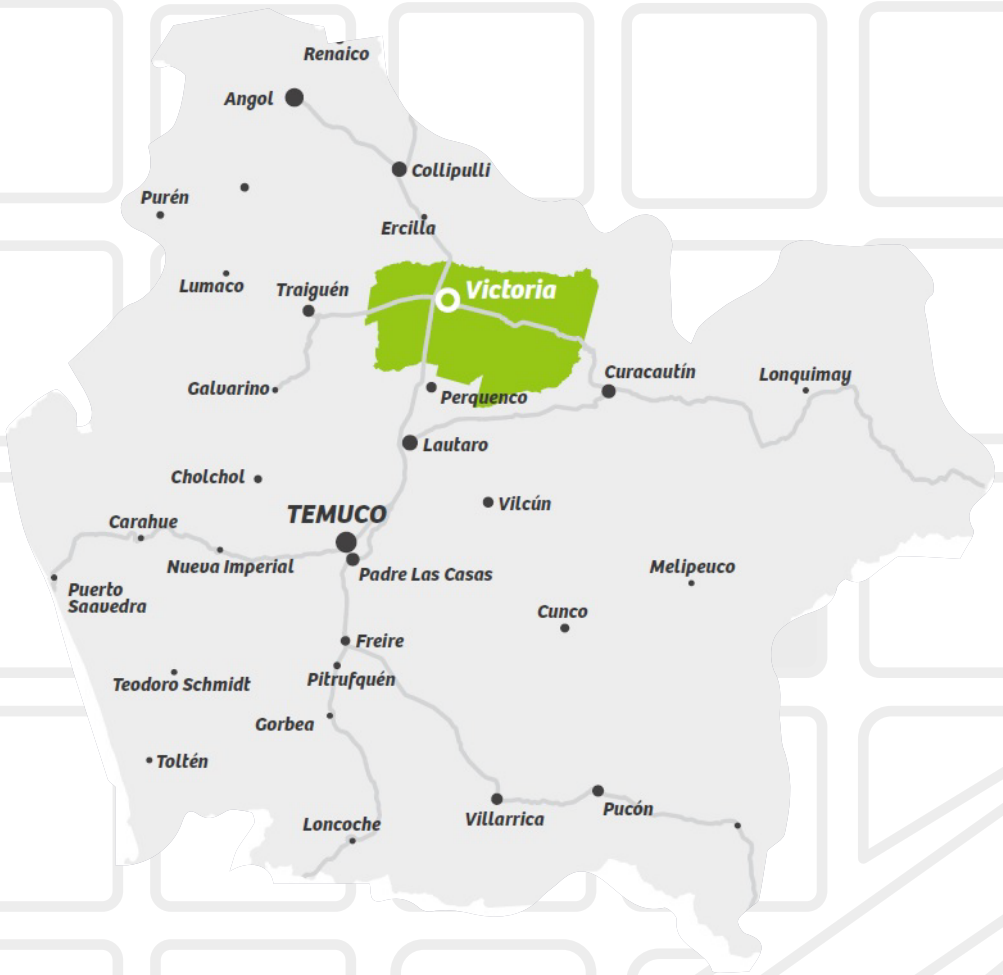 Renaico
Angol
Collipulli
Purén
Ercilla
Lumaco
Traiguén
Victoria
Curacautín
Lonquimay
Galvarino
Perquenco
Lautaro
Cholchol
Vilcún
TEMUCO
Carahue
Nueva Imperial
Padre Las Casas
Melipeuco
Puerto
Saavedra
Cunco
Freire
Teodoro Schmidt
Pitrufquén
Gorbea
Toltén
Pucón
Villarrica
Loncoche